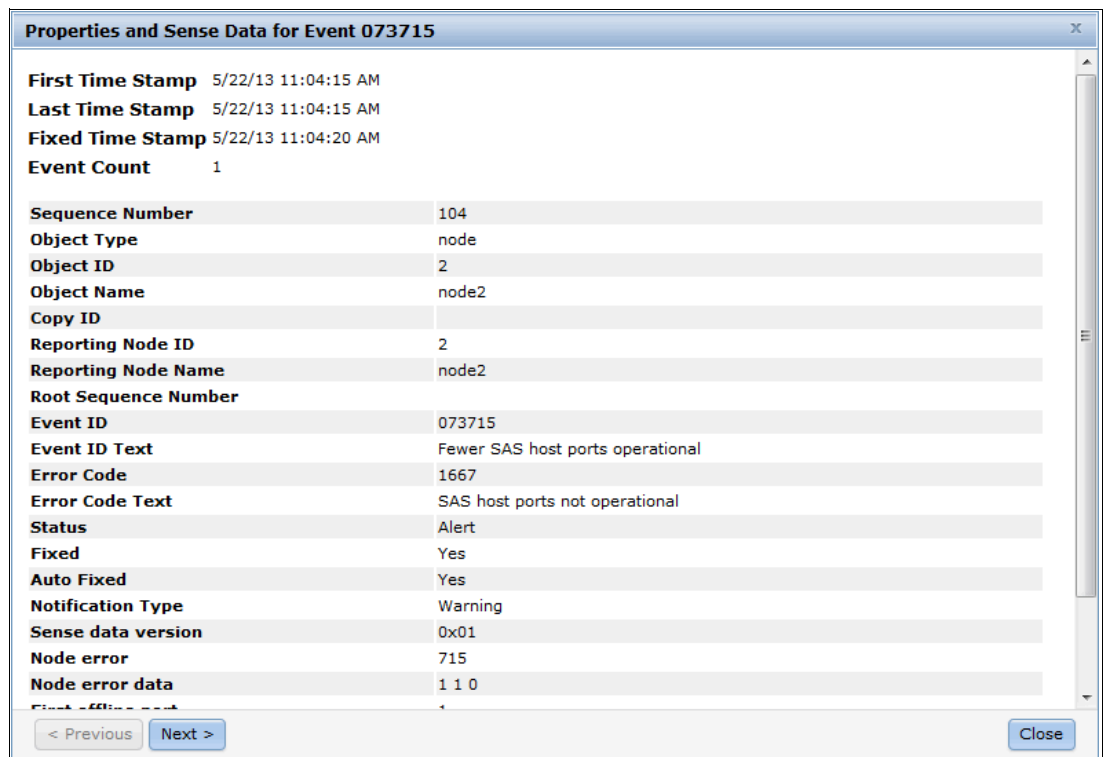 Properties and Sense Data for Event 073715 x
First Time Stamp 5/22/13 11:04:15 AM
Last Time Stamp 5/22/13 11:04:15 AM
Fixed Time Stamp 5/22/13 11:04:20 AM
Event Count 1
Sequence Number 104
Object Type node
Object ID 2
Object Name node2
Copy ID
Reporting Node ID 2
Reporting Node Name node2
Root Sequence Number
Event ID 073715
Event ID Text Fewer SAS host ports operational
Error Code 1667
Error Code Text SAS host ports not operational
Status Alert
Fixed Yes
Auto Fixed Yes
Notification Type Warning
Sense data version 0x01
Node error 715
Node error data 1 1 0
First offline port 1
< Previous Next > Close